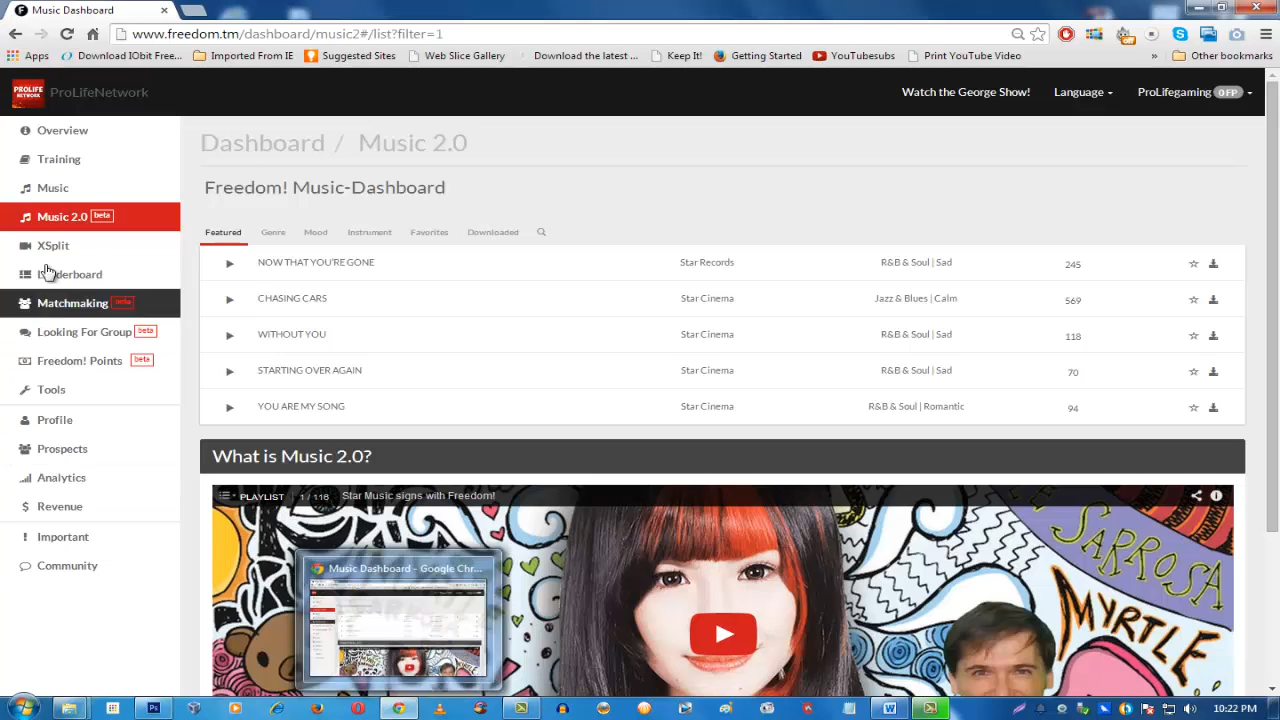 Music Dashboard
www.freedom.tm/dashboard/music2#/list?filter=1
Apps
Download IObit Free...
Imported From IE
Suggested Sites
Web Slice Gallery
Download the latest ...
Keep It!
Getting Started
YouTubesubs
Print YouTube Video
»
Other bookmarks
PROLIFE NETWORK
ProLifeNetwork
Watch the George Show!
Language
ProLifegaming 0 FP
Overview
Training
Music
Music 2.0 beta
XSplit
Matchmaking beta
Looking For Group beta
Freedom! Points beta
Tools
Profile
Prospects
Analytics
Revenue
Important
Community
Dashboard / Music 2.0
Freedom! Music-Dashboard
Featured Genre Mood Instrument Favorites Downloaded
NOW THAT YOU'RE GONE Star Records R&B & Soul | Sad 245
CHASING CARS Star Cinema Jazz & Blues | Calm 569
WITHOUT YOU Star Cinema R&B & Soul | Sad 118
STARTING OVER AGAIN Star Cinema R&B & Soul | Sad 70
YOU ARE MY SONG Star Cinema R&B & Soul | Romantic 94
What is Music 2.0?
PLAYLIST 1 / 118 Star Music signs with Freedom!
SARROSA
MYRTLE
Music Dashboard - Google Chr...
10:22 PM